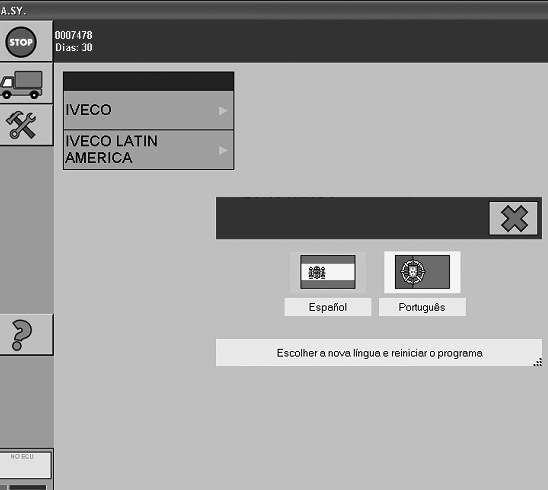 A.SY.
STOP
0007478
Dias: 30
IVECO
IVECO LATIN
AMERICA
Español
Português
Escolher a nova língua e reiniciar o programa
NO ECU